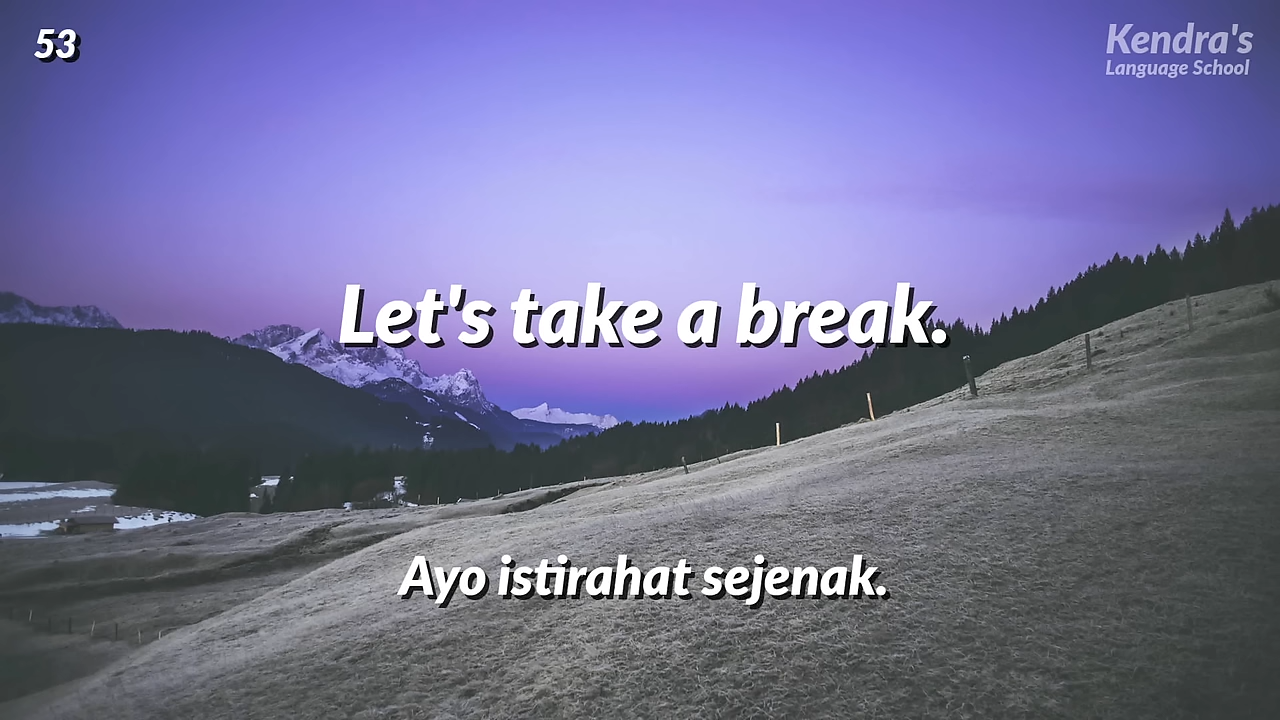 53
Kendra's
Language School
Let's take a break.
Ayo istirahat sejenak.